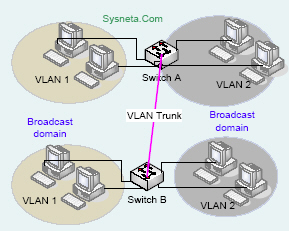 Sysneta.Com
VLAN 1
Switch A
VLAN 2
Broadcast
domain
VLAN Trunk
Broadcast
domain
VLAN 1
Switch B
VLAN 2